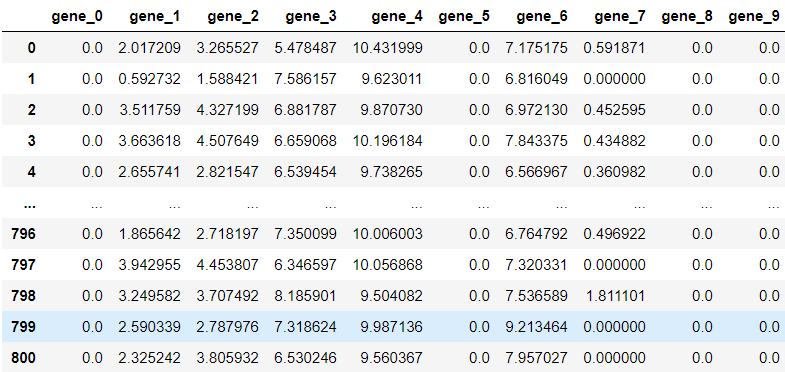 gene_0 gene_1 gene_2 gene_3 gene_4 gene_5 gene_6 gene_7 gene_8 gene_9
0 0.0 2.017209 3.265527 5.478487 10.431999 0.0 7.175175 0.591871 0.0 0.0
1 0.0 0.592732 1.588421 7.586157 9.623011 0.0 6.816049 0.000000 0.0 0.0
2 0.0 3.511759 4.327199 6.881787 9.870730 0.0 6.972130 0.452595 0.0 0.0
3 0.0 3.663618 4.507649 6.659068 10.196184 0.0 7.843375 0.434882 0.0 0.0
4 0.0 2.655741 2.821547 6.539454 9.738265 0.0 6.566967 0.360982 0.0 0.0
... ... ... ... ... ... ... ... ... ... ...
796 0.0 1.865642 2.718197 7.350099 10.006003 0.0 6.764792 0.496922 0.0 0.0
797 0.0 3.942955 4.453807 6.346597 10.056868 0.0 7.320331 0.000000 0.0 0.0
798 0.0 3.249582 3.707492 8.185901 9.504082 0.0 7.536589 1.811101 0.0 0.0
799 0.0 2.590339 2.787976 7.318624 9.987136 0.0 9.213464 0.000000 0.0 0.0
800 0.0 2.325242 3.805932 6.530246 9.560367 0.0 7.957027 0.000000 0.0 0.0